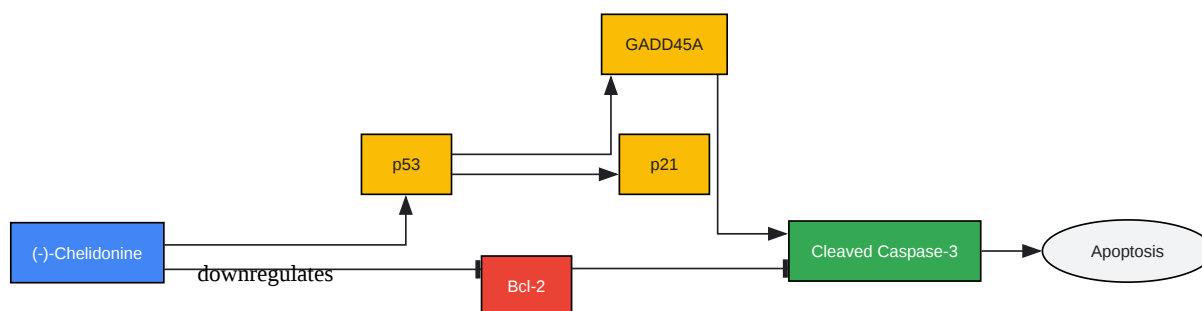 GADD45A
p53
p21
(-)-Chelidonine
downregulates
Bcl-2
Cleaved Caspase-3
Apoptosis